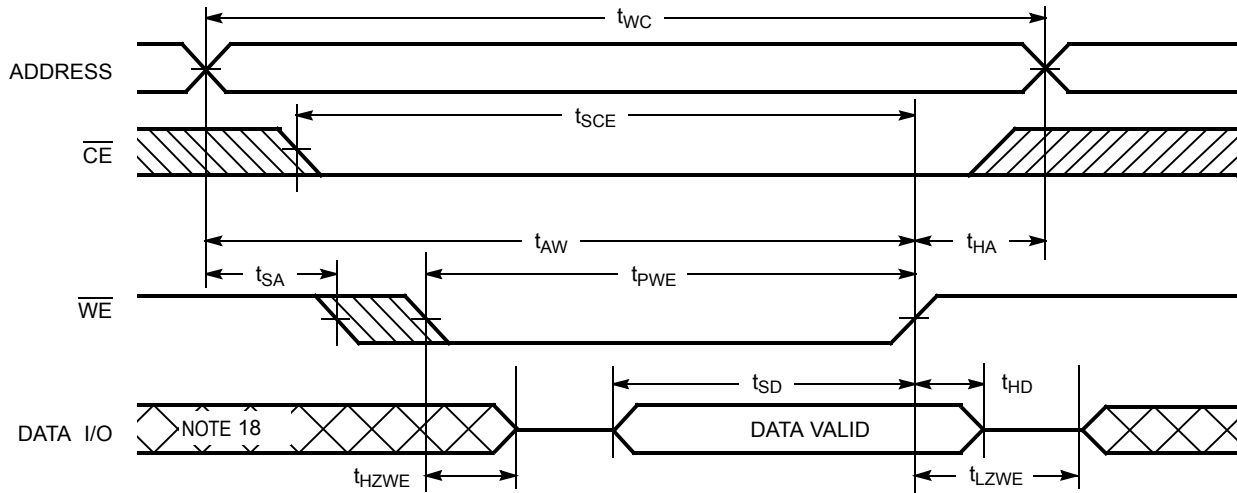 tWC
ADDRESS
tSCE
CE
tAW
tHA
tSA
tPWE
WE
tSD
tHD
DATA I/O
NOTE 18
DATA VALID
tHZWE
tLZWE